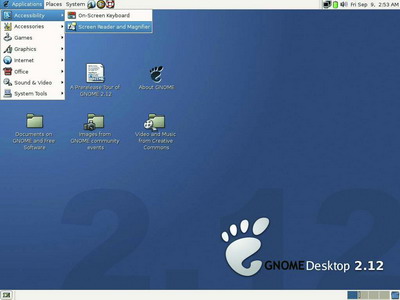 Applications Places System
Fri Sep 9, 2:53 AM
Accessibility
Accessories
Games
Graphics
Internet
Office
Sound & Video
System Tools
On-Screen Keyboard
Screen Reader and Magnifier
A Prerelease Tour of
GNOME 2.12
About GNOME
Documents on
GNOME and free
Software
Images from
GNOME community
events
Video and Music
from Creative
Commons
2.12
GNOME Desktop 2.12